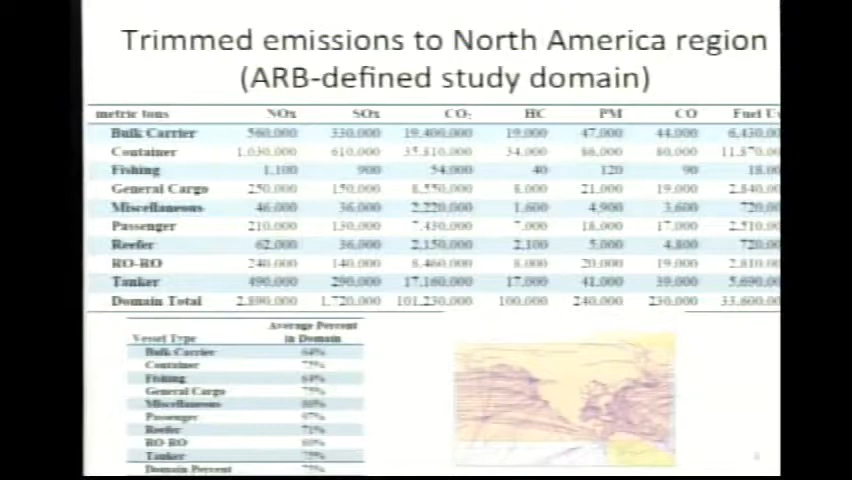 Trimmed emissions to North America region
(ARB-defined study domain)
metric tons NOx SOx CO₂ HC PM CO Fuel U
Bulk Carrier 560,000 330,000 19,400,000 19,000 47,000 44,000 6,430,00
Container 1,030,000 610,000 35,810,000 34,000 86,000 80,000 11,870,00
Fishing 1,100 900 54,000 40 120 90 18,00
General Cargo 250,000 150,000 8,550,000 8,000 21,000 19,000 2,840,00
Miscellaneous 46,000 36,000 2,220,000 1,600 4,900 3,600 720,00
Passenger 210,000 130,000 7,430,000 7,000 18,000 17,000 2,510,00
Reefer 62,000 36,000 2,150,000 2,100 5,000 4,800 720,00
RO-RO 240,000 140,000 8,460,000 8,000 20,000 19,000 2,810,00
Tanker 490,000 290,000 17,160,000 17,000 41,000 39,000 5,690,00
Domain Total 2,890,000 1,720,000 101,230,000 100,000 240,000 230,000 33,600,00
Average Percent
Vessel Type in Domain
Bulk Carrier 64%
Container 75%
Fishing 64%
General Cargo 75%
Miscellaneous
Passenger 97%
Reefer 71%
RO-RO
Tanker 75%
Domain Percent 75%